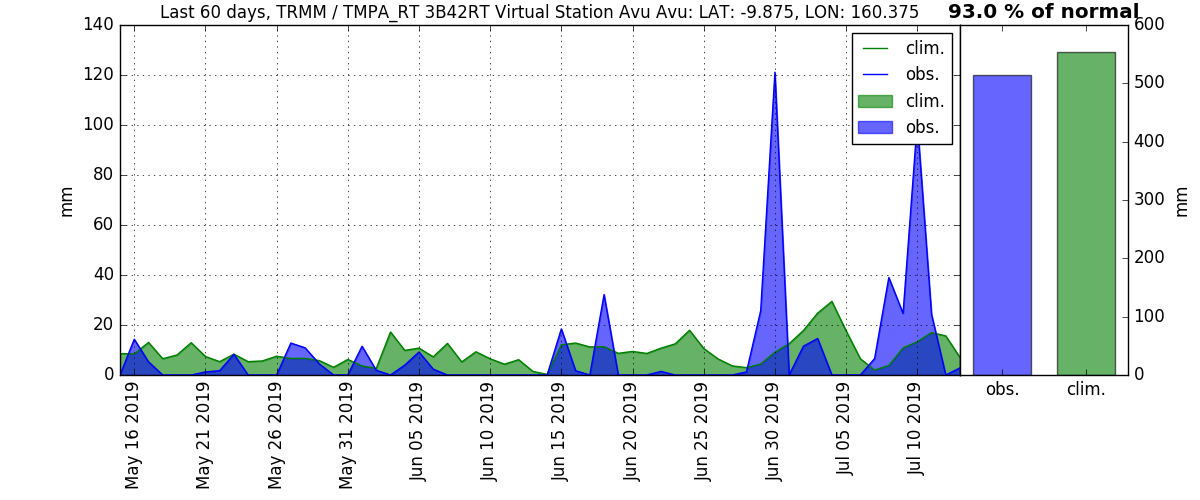 Last 60 days, TRMM / TMPA_RT 3B42RT Virtual Station Avu Avu: LAT: -9.875, LON: 160.375
93.0 % of normal
140
120
100
80
60
40
20
0
mm
clim.
obs.
clim.
obs.
600
500
400
300
200
100
0
mm
May 16 2019
May 21 2019
May 26 2019
May 31 2019
Jun 05 2019
Jun 10 2019
Jun 15 2019
Jun 20 2019
Jun 25 2019
Jun 30 2019
Jul 05 2019
Jul 10 2019
obs.
clim.